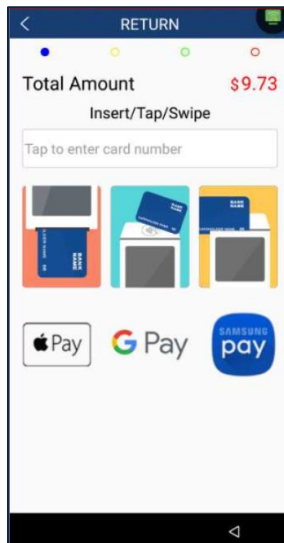 RETURN
Total Amount $9.73
Insert/Tap/Swipe
Tap to enter card number
BANK NAME
BANK NAME
BANK NAME
Pay
G Pay
SAMSUNG
pay